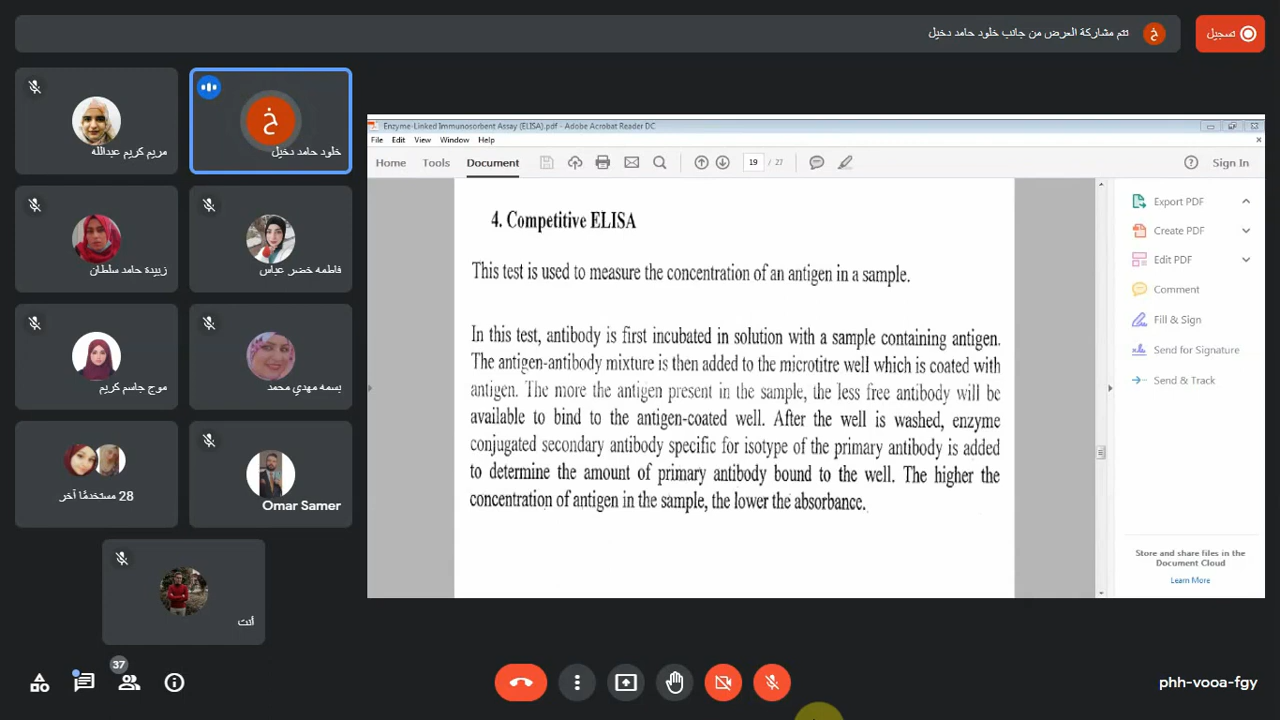 تتم مشاركة العرض من جانب خلود حامد دخيل
خ
تسجيل
مريم كريم عبدالله
خ
خلود حامد دخيل
زبيدة حامد سلطان
فاطمه خضر عباس
موج جاسم كريم
بسمه مهدي محمد
28 مستخدمًا آخر
Omar Samer
أنت
Enzyme-Linked Immunosorbent Assay (ELISA).pdf - Adobe Acrobat Reader DC
File Edit View Window Help
Home Tools Document 19 / 27 Sign In
4. Competitive ELISA
This test is used to measure the concentration of an antigen in a sample.
In this test, antibody is first incubated in solution with a sample containing antigen.
The antigen-antibody mixture is then added to the microtitre well which is coated with
antigen. The more the antigen present in the sample, the less free antibody will be
available to bind to the antigen-coated well. After the well is washed, enzyme
conjugated secondary antibody specific for isotype of the primary antibody is added
to determine the amount of primary antibody bound to the well. The higher the
concentration of antigen in the sample, the lower the absorbance.
Export PDF
Create PDF
Edit PDF
Comment
Fill & Sign
Send for Signature
Send & Track
Store and share files in the
Document Cloud
Learn More
37
phh-vooa-fgy